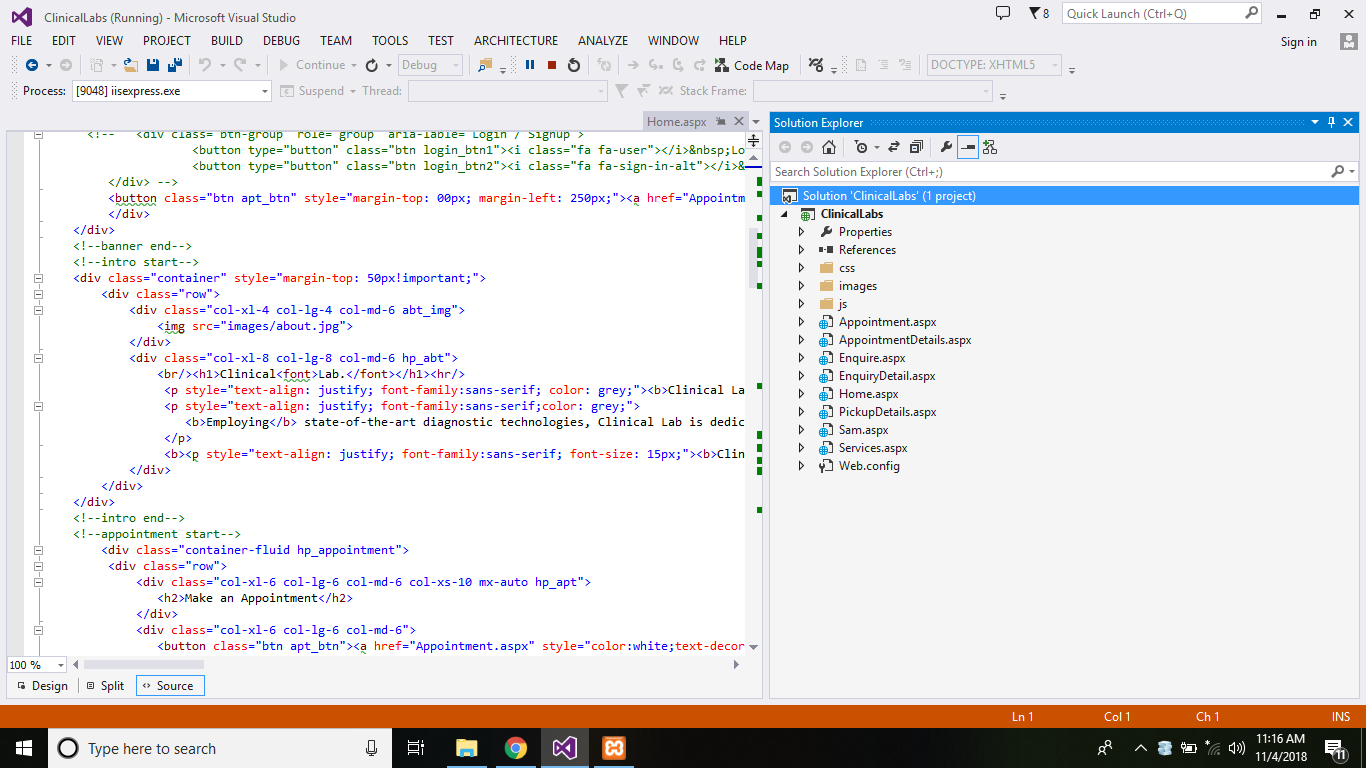 ClinicalLabs (Running) - Microsoft Visual Studio
8
Quick Launch (Ctrl+Q)
FILE EDIT VIEW PROJECT BUILD DEBUG TEAM TOOLS TEST ARCHITECTURE ANALYZE WINDOW HELP
Sign in
Continue Debug Code Map DOCTYPE: XHTML5
Process: [9048] iisexpress.exe Suspend Thread: Stack Frame:
Home.aspx
<!-- <div class="btn-group" role="group" aria-lable="Login / Signup">
<button type="button" class="btn login_btn1"><i class="fa fa-user"></i>&nbsp;Lo
<button type="button" class="btn login_btn2"><i class="fa fa-sign-in-alt"></i>&
</div> -->
<button class="btn apt_btn" style="margin-top: 00px; margin-left: 250px;"><a href="Appointm
</div>
</div>
<!--banner end-->
<!--intro start-->
<div class="container" style="margin-top: 50px!important;">
<div class="row">
<div class="col-xl-4 col-lg-4 col-md-6 abt_img">
<img src="images/about.jpg">
</div>
<div class="col-xl-8 col-lg-8 col-md-6 hp_abt">
<br/><h1>Clinical<font>Lab.</font></h1><hr/>
<p style="text-align: justify; font-family:sans-serif; color: grey;"><b>Clinical La
<p style="text-align: justify; font-family:sans-serif;color: grey;">
<b>Employing</b> state-of-the-art diagnostic technologies, Clinical Lab is dedic
</p>
<b><p style="text-align: justify; font-family:sans-serif; font-size: 15px;"><b>Clin
</div>
</div>
</div>
<!--intro end-->
<!--appointment start-->
<div class="container-fluid hp_appointment">
<div class="row">
<div class="col-xl-6 col-lg-6 col-md-6 col-xs-10 mx-auto hp_apt">
<h2>Make an Appointment</h2>
</div>
<div class="col-xl-6 col-lg-6 col-md-6">
<button class="btn apt_btn"><a href="Appointment.aspx" style="color:white;text-decor
100 %
Design Split Source
Solution Explorer
Search Solution Explorer (Ctrl+;)
Solution 'ClinicalLabs' (1 project)
ClinicalLabs
Properties
References
css
images
js
Appointment.aspx
AppointmentDetails.aspx
Enquire.aspx
EnquiryDetail.aspx
Home.aspx
PickupDetails.aspx
Sam.aspx
Services.aspx
Web.config
Ln 1 Col 1 Ch 1 INS
Type here to search
11:16 AM
11/4/2018
11